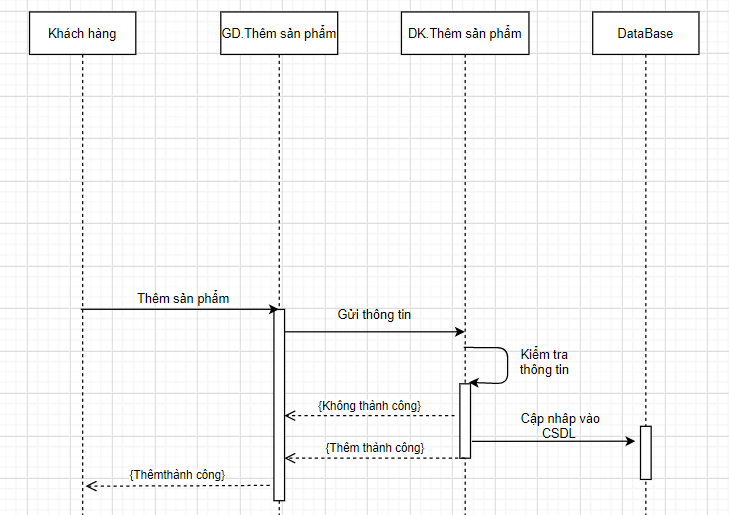 Khách hàng
GD.Thêm sản phẩm
DK.Thêm sản phẩm
DataBase
Thêm sản phẩm
Gửi thông tin
Kiểm tra
thông tin
{Không thành công}
Cập nhâp vào
CSDL
{Thêm thành công}
{Thêmthành công}